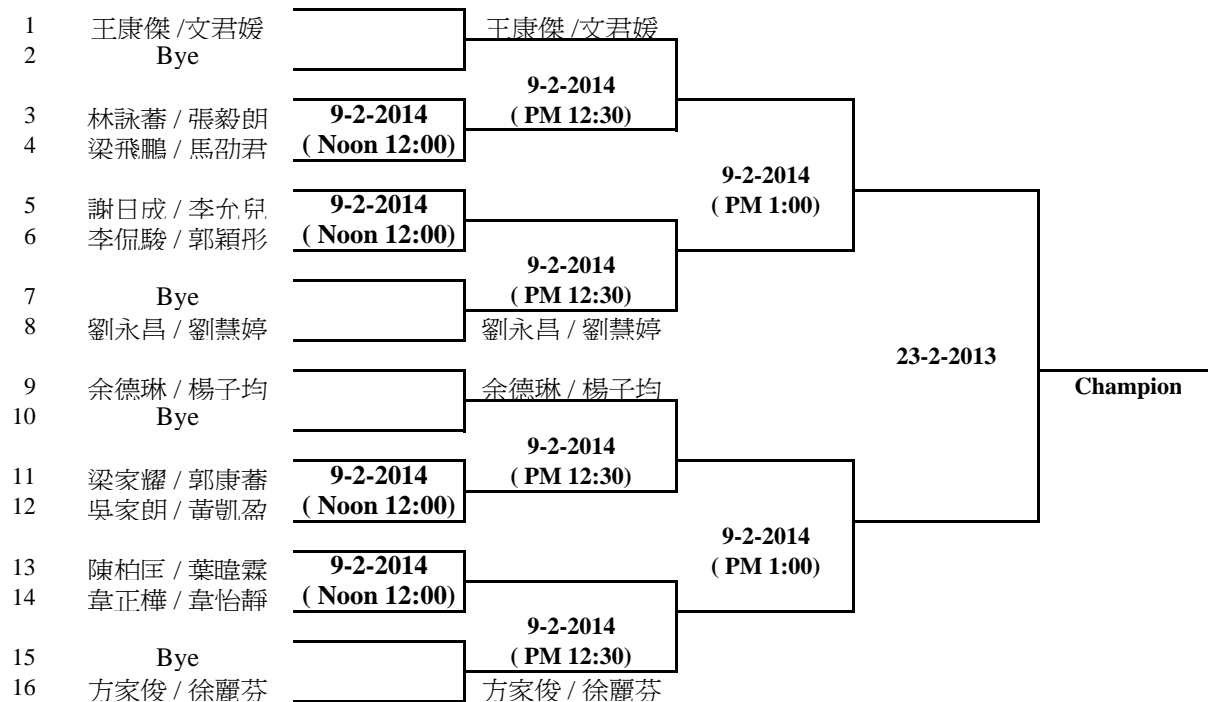 1 王康傑 /文君媛 王康傑 /文君媛
2 Bye
9-2-2014
( PM 12:30)
3 林詠蕎 / 張毅朗 9-2-2014
4 梁飛鵬 / 馬劭君 ( Noon 12:00)
9-2-2014
( PM 1:00)
5 謝日成 / 李允兒 9-2-2014
6 李侃駿 / 郭穎彤 ( Noon 12:00)
9-2-2014
( PM 12:30)
7 Bye
8 劉永昌 / 劉慧婷 劉永昌 / 劉慧婷
23-2-2013
Champion
9 余德琳 / 楊子均 余德琳 / 楊子均
10 Bye
9-2-2014
( PM 12:30)
11 梁家耀 / 郭康蕎 9-2-2014
12 吳家朗 / 黃凱盈 ( Noon 12:00)
9-2-2014
( PM 1:00)
13 陳柏匡 / 葉暐霖 9-2-2014
14 韋正樺 / 韋怡靜 ( Noon 12:00)
9-2-2014
( PM 12:30)
15 Bye
16 方家俊 / 徐麗芬 方家俊 / 徐麗芬